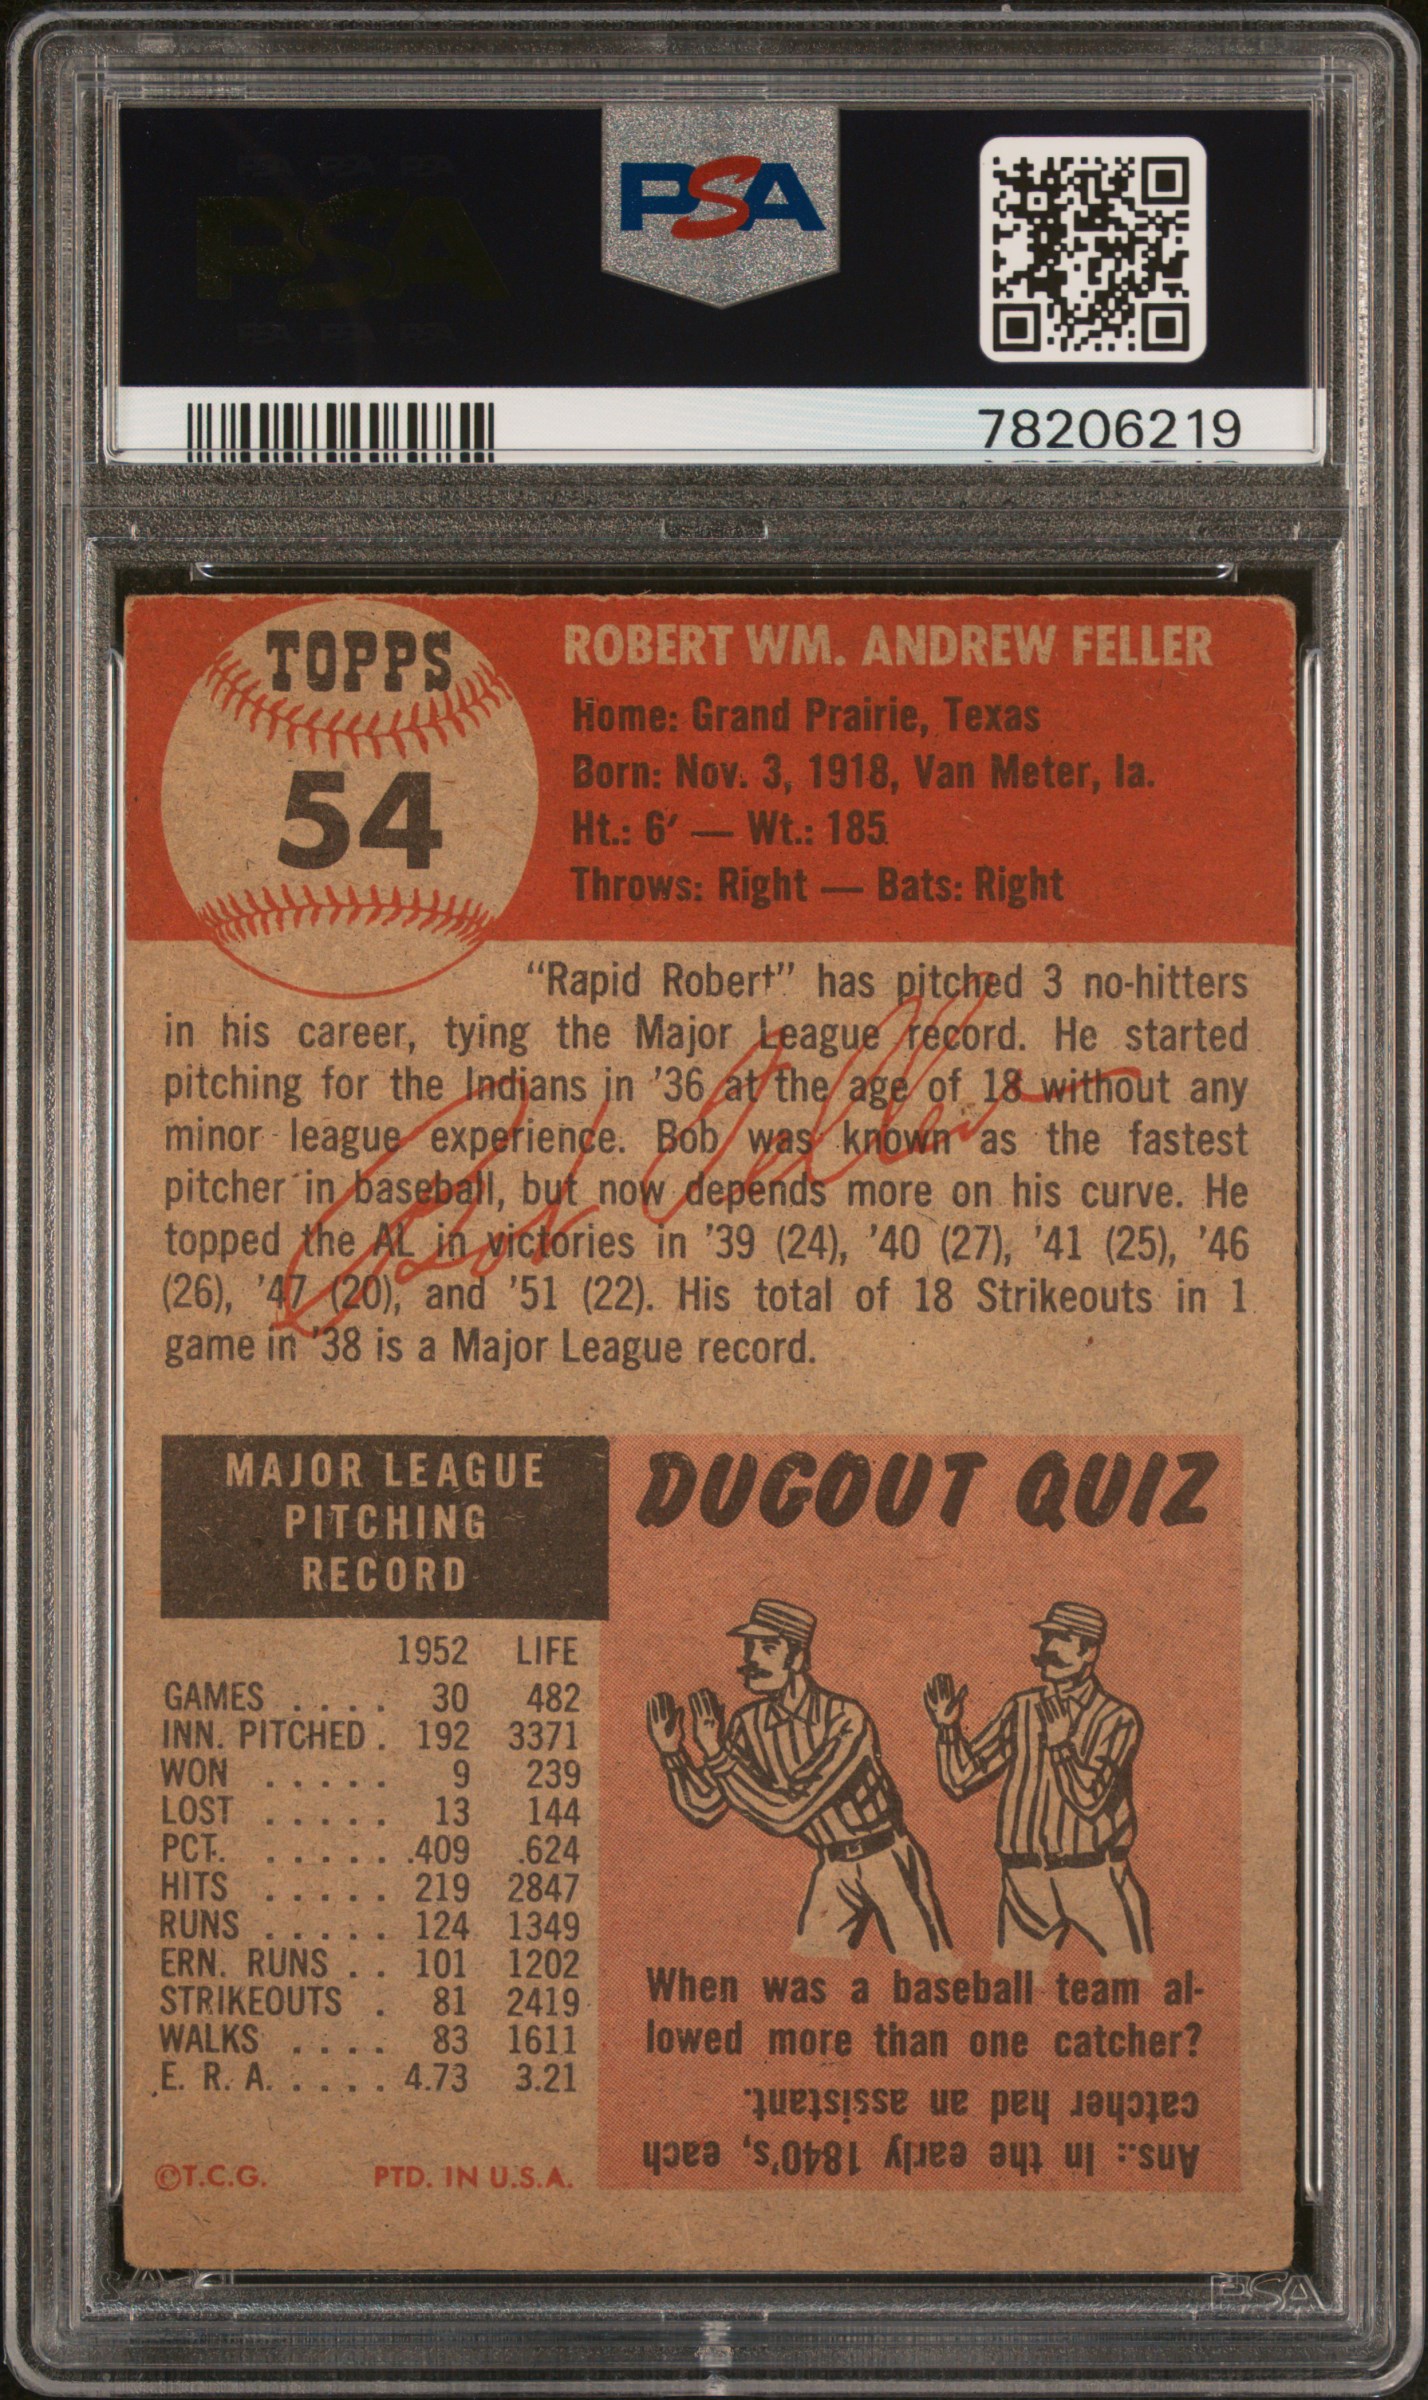 PSA
PSA PSA PSA
PSA
PSA PSA PSA
78206219
TOPPS
54
ROBERT WM. ANDREW FELLER
Home: Grand Prairie, Texas
Born: Nov. 3, 1918, Van Meter, Ia.
Ht.: 6′ — Wt.: 185
Throws: Right — Bats: Right
"Rapid Robert" has pitched 3 no-hitters
in his career, tying the Major League record. He started
pitching for the Indians in '36 at the age of 18 without any
minor league experience. Bob was known as the fastest
pitcher in baseball, but now depends more on his curve. He
topped the AL in victories in '39 (24), '40 (27), '41 (25), '46
(26), '47 (20), and '51 (22). His total of 18 Strikeouts in 1
game in '38 is a Major League record.
Bob Feller
MAJOR LEAGUE
PITCHING
RECORD
1952 LIFE
GAMES . . . . 30 482
INN. PITCHED . 192 3371
WON . . . . . 9 239
LOST . . . . . 13 144
PCT. . . . . . .409 .624
HITS . . . . . 219 2847
RUNS . . . . . 124 1349
ERN. RUNS . . 101 1202
STRIKEOUTS . 81 2419
WALKS . . . . 83 1611
E. R. A. . . . . 4.73 3.21
©T.C.G. PTD. IN U.S.A.
DUGOUT QUIZ
When was a baseball team al-
lowed more than one catcher?
Ans.: In the early 1840's, each
catcher had an assistant.
PSA